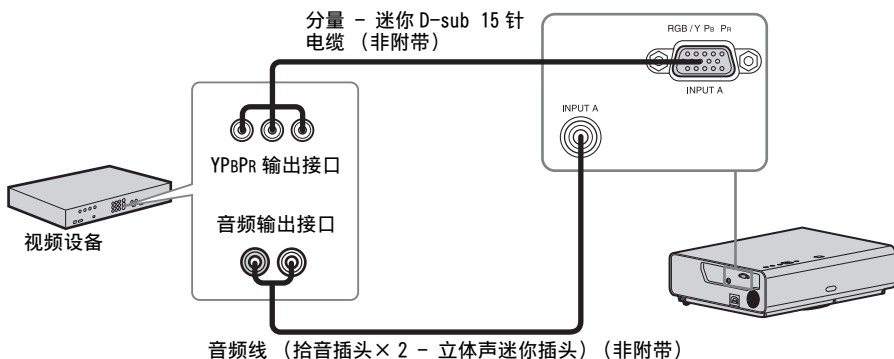 分量 - 迷你 D-sub 15 针
电缆 （非附带）
RGB / Y PB PR
INPUT A
INPUT A
YPBPR 输出接口
音频输出接口
视频设备
音频线 （拾音插头× 2 - 立体声迷你插头）（非附带）